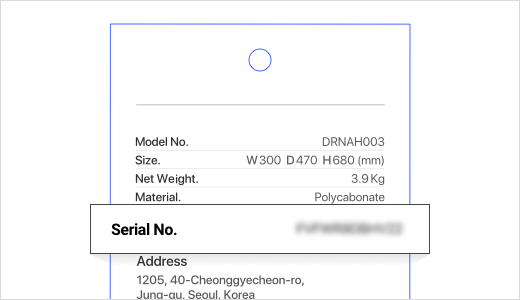 Model No. DRNAH003
Size. W300 D470 H680 (mm)
Net Weight. 3.9Kg
Material. Polycabonate
Serial No.
Address
1205, 40-Cheonggyecheon-ro,
Jung-gu, Seoul, Korea